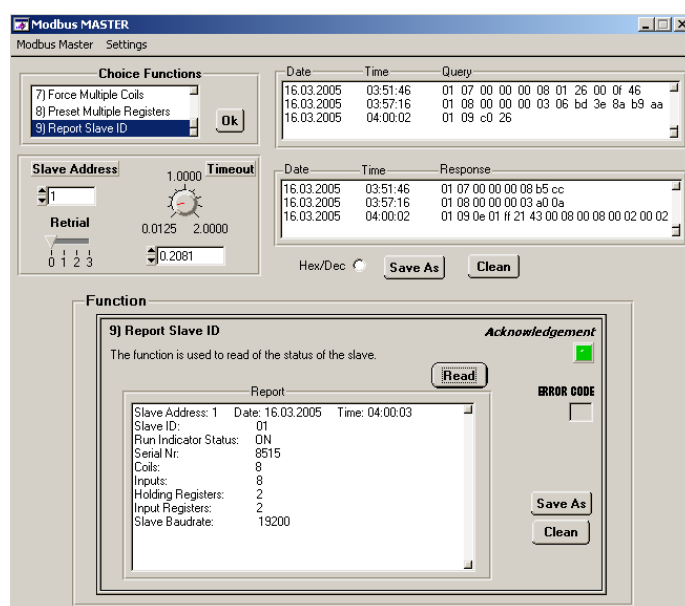 Modbus MASTER
Modbus Master Settings
Choice Functions
7) Force Multiple Coils
8) Preset Multiple Registers
9) Report Slave ID
Ok
Date Time Query
16.03.2005 03:51:46 01 07 00 00 00 08 01 26 00 0f 46
16.03.2005 03:57:16 01 08 00 00 00 03 06 bd 3e 8a b9 aa
16.03.2005 04:00:02 01 09 c0 26
Slave Address
1
Retrial
0 1 2 3
Timeout
1.0000
0.0125 2.0000
0.2081
Date Time Response
16.03.2005 03:51:46 01 07 00 00 00 08 b5 cc
16.03.2005 03:57:16 01 08 00 00 00 03 a0 0a
16.03.2005 04:00:02 01 09 0e 01 ff 21 43 00 08 00 08 00 02 00 02
Hex/Dec Save As Clean
Function
9) Report Slave ID
Acknowledgement
The function is used to read of the status of the slave.
Read
ERROR CODE
Report
Slave Address: 1 Date: 16.03.2005 Time: 04:00:03
Slave ID: 01
Run Indicator Status: ON
Serial Nr: 8515
Coils: 8
Inputs: 8
Holding Registers: 2
Input Registers: 2
Slave Baudrate: 19200
Save As
Clean